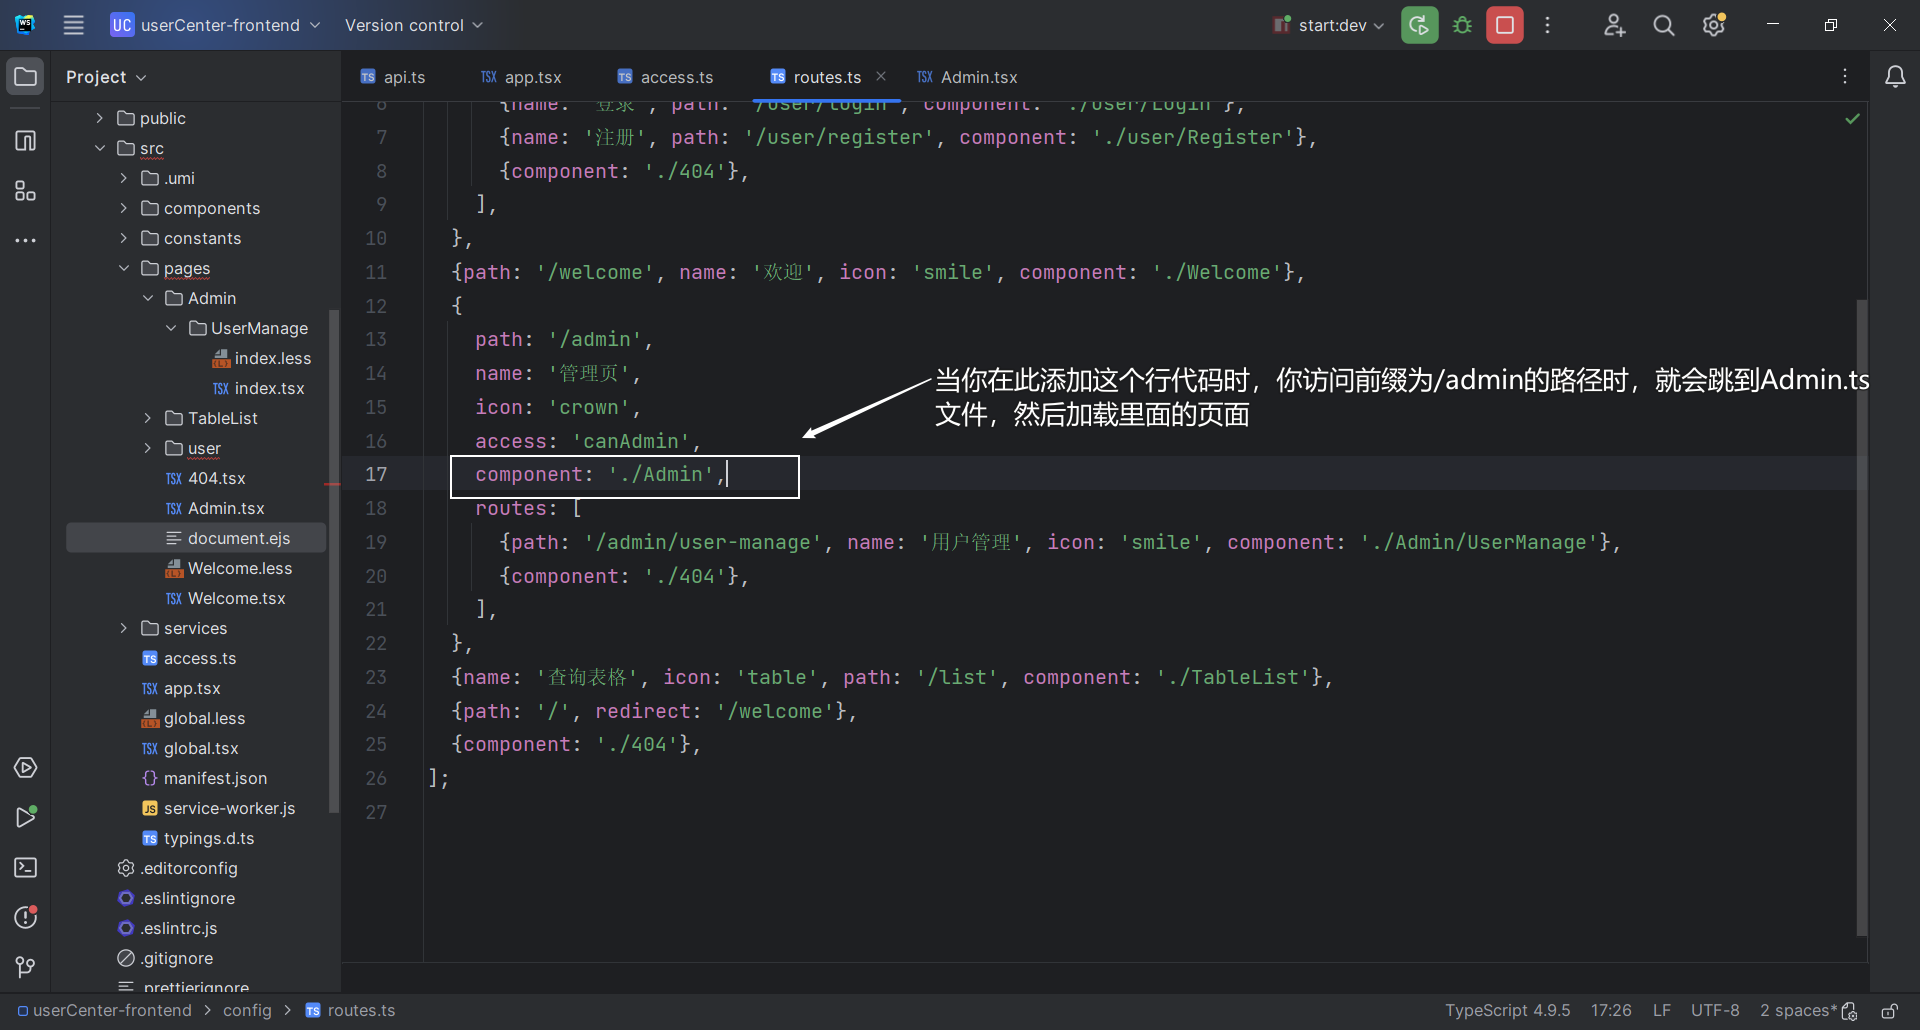 UC userCenter-frontend Version control start:dev
Project
api.ts app.tsx access.ts routes.ts Admin.tsx
public
src
.umi
components
constants
pages
Admin
UserManage
index.less
index.tsx
TableList
user
404.tsx
Admin.tsx
document.ejs
Welcome.less
Welcome.tsx
services
access.ts
app.tsx
global.less
global.tsx
manifest.json
service-worker.js
typings.d.ts
.editorconfig
.eslintignore
.eslintrc.js
.gitignore
.prettierignore
6 {name: '登录', path: '/user/login', component: './user/Login'},
7 {name: '注册', path: '/user/register', component: './user/Register'},
8 {component: './404'},
9 ],
10 },
11 {path: '/welcome', name: '欢迎', icon: 'smile', component: './Welcome'},
12 {
13 path: '/admin',
14 name: '管理页',
15 icon: 'crown',
16 access: 'canAdmin',
17 component: './Admin',
18 routes: [
19 {path: '/admin/user-manage', name: '用户管理', icon: 'smile', component: './Admin/UserManage'},
20 {component: './404'},
21 ],
22 },
23 {name: '查询表格', icon: 'table', path: '/list', component: './TableList'},
24 {path: '/', redirect: '/welcome'},
25 {component: './404'},
26 ];
27
当你在此添加这个行代码时，你访问前缀为/admin的路径时，就会跳到Admin.ts
文件，然后加载里面的页面
userCenter-frontend > config > routes.ts
TypeScript 4.9.5 17:26 LF UTF-8 2 spaces*